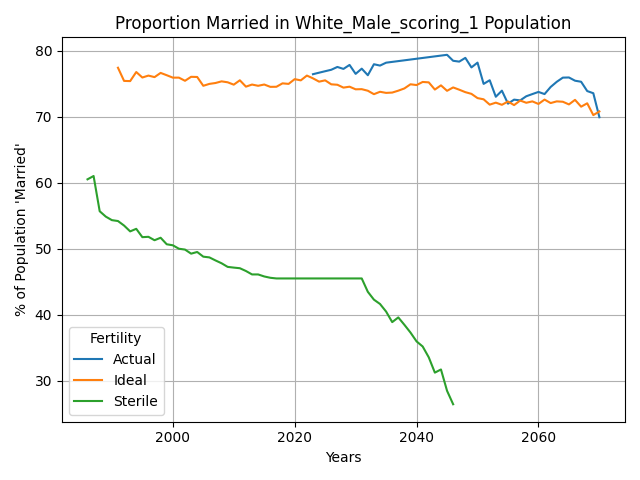 Proportion Married in White_Male_scoring_1 Population
% of Population 'Married'
80
70
60
50
40
30
Fertility
Actual
Ideal
Sterile
2000 2020 2040 2060
Years